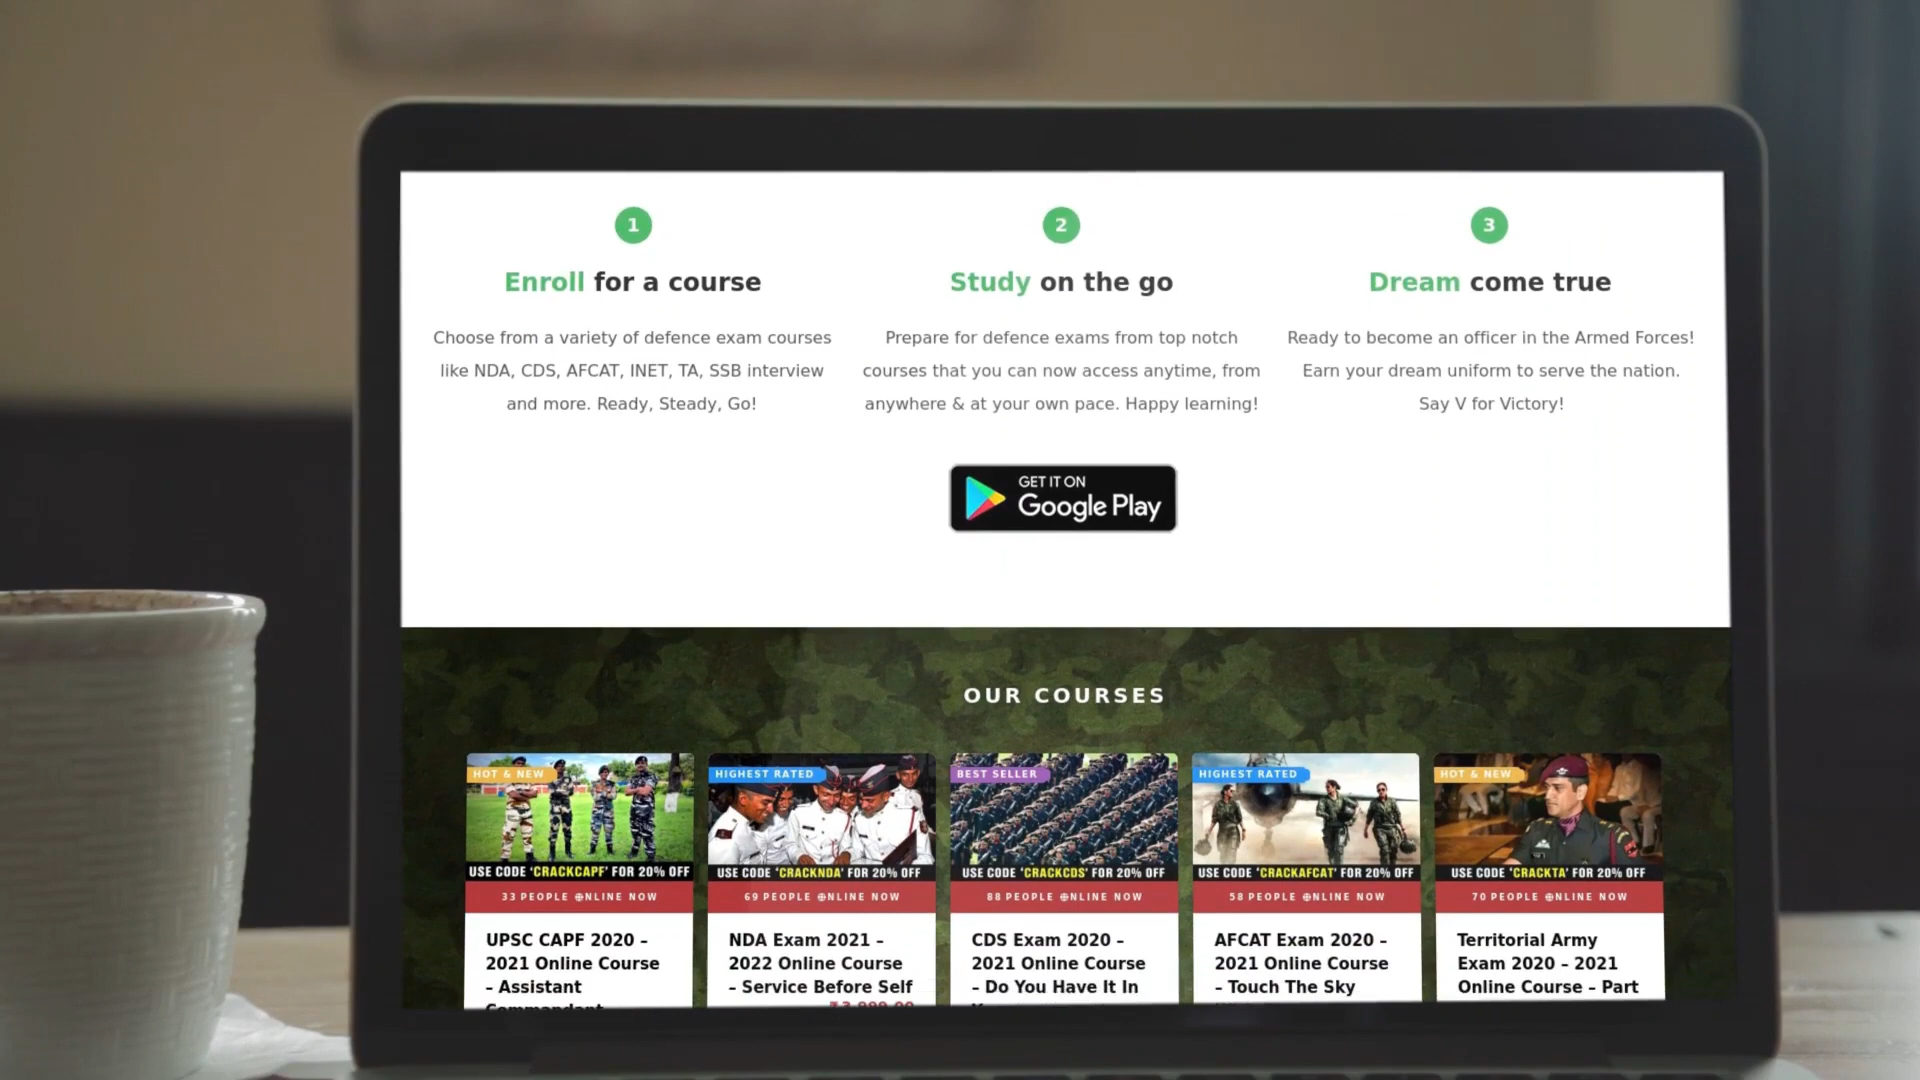 1
Enroll for a course
Choose from a variety of defence exam courses
like NDA, CDS, AFCAT, INET, TA, SSB interview
and more. Ready, Steady, Go!
2
Study on the go
Prepare for defence exams from top notch
courses that you can now access anytime, from
anywhere & at your own pace. Happy learning!
3
Dream come true
Ready to become an officer in the Armed Forces!
Earn your dream uniform to serve the nation.
Say V for Victory!
GET IT ON
Google Play
OUR COURSES
HOT & NEW
USE CODE ‘CRACKCAPF’ FOR 20% OFF
33 PEOPLE ONLINE NOW
UPSC CAPF 2020 –
2021 Online Course
– Assistant
Commandant
HIGHEST RATED
USE CODE ‘CRACKNDA’ FOR 20% OFF
69 PEOPLE ONLINE NOW
NDA Exam 2021 –
2022 Online Course
– Service Before Self
BEST SELLER
USE CODE ‘CRACKCDS’ FOR 20% OFF
88 PEOPLE ONLINE NOW
CDS Exam 2020 –
2021 Online Course
– Do You Have It In
HIGHEST RATED
USE CODE ‘CRACKAFCAT’ FOR 20% OFF
58 PEOPLE ONLINE NOW
AFCAT Exam 2020 –
2021 Online Course
– Touch The Sky
HOT & NEW
USE CODE ‘CRACKTA’ FOR 20% OFF
70 PEOPLE ONLINE NOW
Territorial Army
Exam 2020 – 2021
Online Course – Part